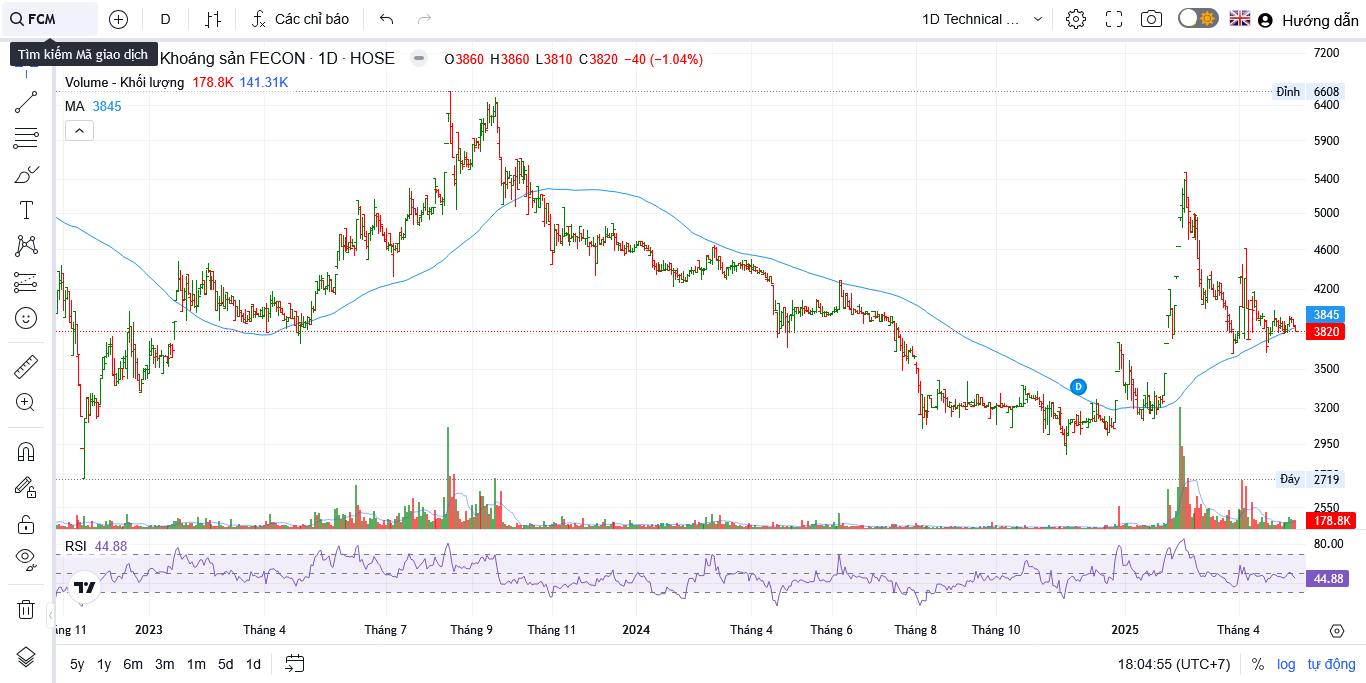 FCM
D
Các chỉ báo
1D Technical ...
Hướng dẫn
Tìm kiếm Mã giao dịch
Khoáng sản FECON · 1D · HOSE
O3860 H3860 L3810 C3820 −40 (−1.04%)
Volume - Khối lượng 178.8K 141.31K
MA 3845
7200
Đỉnh 6608
6400
5900
5400
5000
4600
4200
3845
3820
3500
D
3200
2950
Đáy 2719
2550
178.8K
RSI 44.88
80.00
44.88
áng 11 2023 Tháng 4 Tháng 7 Tháng 9 Tháng 11 2024 Tháng 4 Tháng 6 Tháng 8 Tháng 10 2025 Tháng 4
5y 1y 6m 3m 1m 5d 1d
18:04:55 (UTC+7) % log tự động